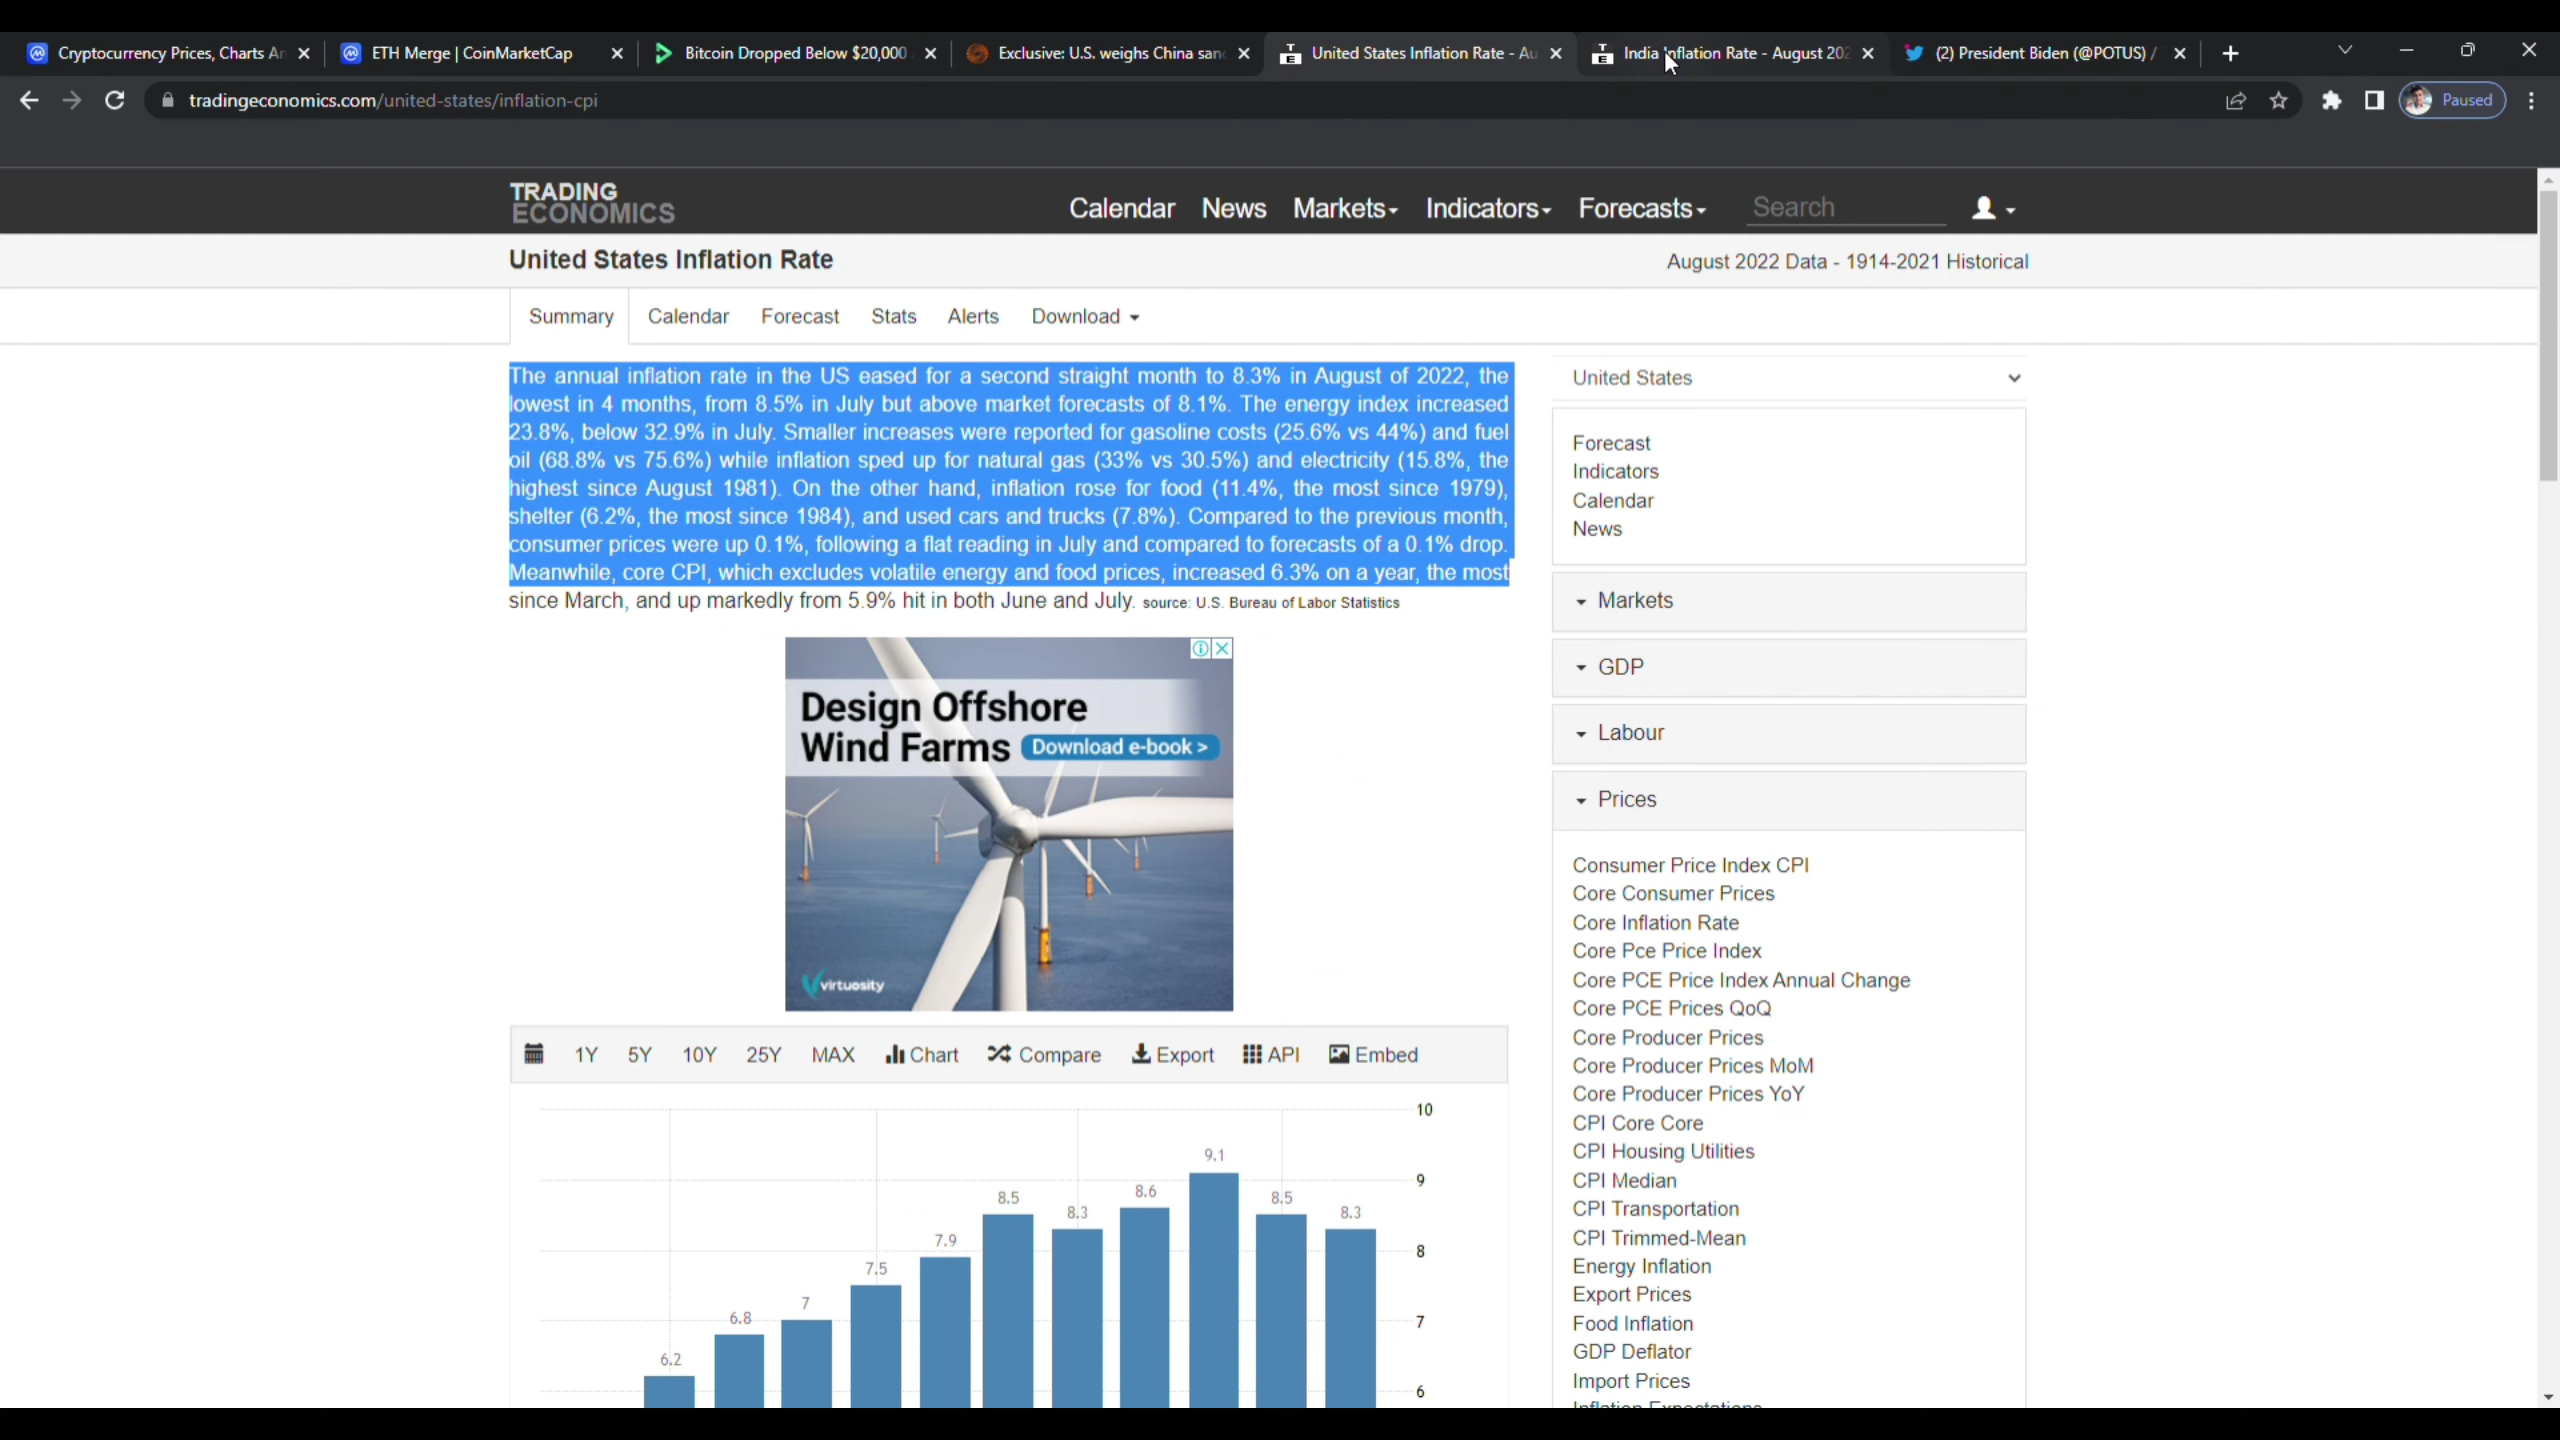 Cryptocurrency Prices, Charts An
ETH Merge | CoinMarketCap
Bitcoin Dropped Below $20,000
Exclusive: U.S. weighs China sanc
United States Inflation Rate - Au
India Inflation Rate - August 202
(2) President Biden (@POTUS) /
tradingeconomics.com/united-states/inflation-cpi
Paused
TRADING
ECONOMICS
Calendar News Markets Indicators Forecasts Search
United States Inflation Rate
August 2022 Data - 1914-2021 Historical
Summary Calendar Forecast Stats Alerts Download
The annual inflation rate in the US eased for a second straight month to 8.3% in August of 2022, the
lowest in 4 months, from 8.5% in July but above market forecasts of 8.1%. The energy index increased
23.8%, below 32.9% in July. Smaller increases were reported for gasoline costs (25.6% vs 44%) and fuel
oil (68.8% vs 75.6%) while inflation sped up for natural gas (33% vs 30.5%) and electricity (15.8%, the
highest since August 1981). On the other hand, inflation rose for food (11.4%, the most since 1979),
shelter (6.2%, the most since 1984), and used cars and trucks (7.8%). Compared to the previous month,
consumer prices were up 0.1%, following a flat reading in July and compared to forecasts of a 0.1% drop.
Meanwhile, core CPI, which excludes volatile energy and food prices, increased 6.3% on a year, the most
since March, and up markedly from 5.9% hit in both June and July. source: U.S. Bureau of Labor Statistics
Design Offshore
Wind Farms Download e-book >
virtuosity
1Y 5Y 10Y 25Y MAX Chart Compare Export API Embed
10
9
8
7
6
6.2
6.8
7
7.5
7.9
8.5
8.3
8.6
9.1
8.5
8.3
United States
Forecast
Indicators
Calendar
News
Markets
GDP
Labour
Prices
Consumer Price Index CPI
Core Consumer Prices
Core Inflation Rate
Core Pce Price Index
Core PCE Price Index Annual Change
Core PCE Prices QoQ
Core Producer Prices
Core Producer Prices MoM
Core Producer Prices YoY
CPI Core Core
CPI Housing Utilities
CPI Median
CPI Transportation
CPI Trimmed-Mean
Energy Inflation
Export Prices
Food Inflation
GDP Deflator
Import Prices
Inflation Expectations